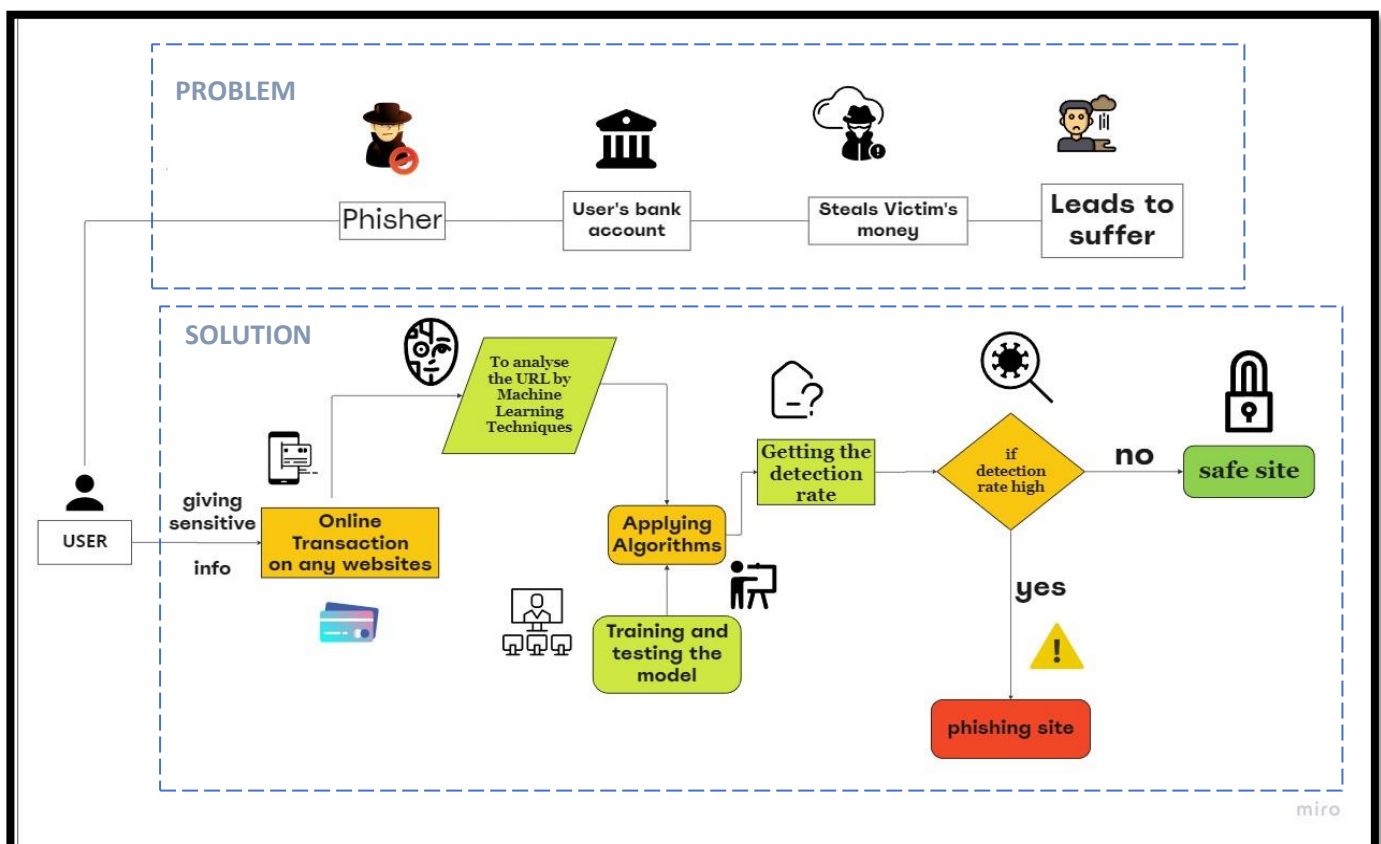 PROBLEM
Phisher
User's bank
account
Steals Victim's
money
Leads to
suffer
SOLUTION
To analyse
the URL by
Machine
Learning
Techniques
Getting the
detection
rate
if
detection
rate high
no
safe site
USER
giving
sensitive
info
Online
Transaction
on any websites
Applying
Algorithms
Training and
testing the
model
yes
phishing site
miro